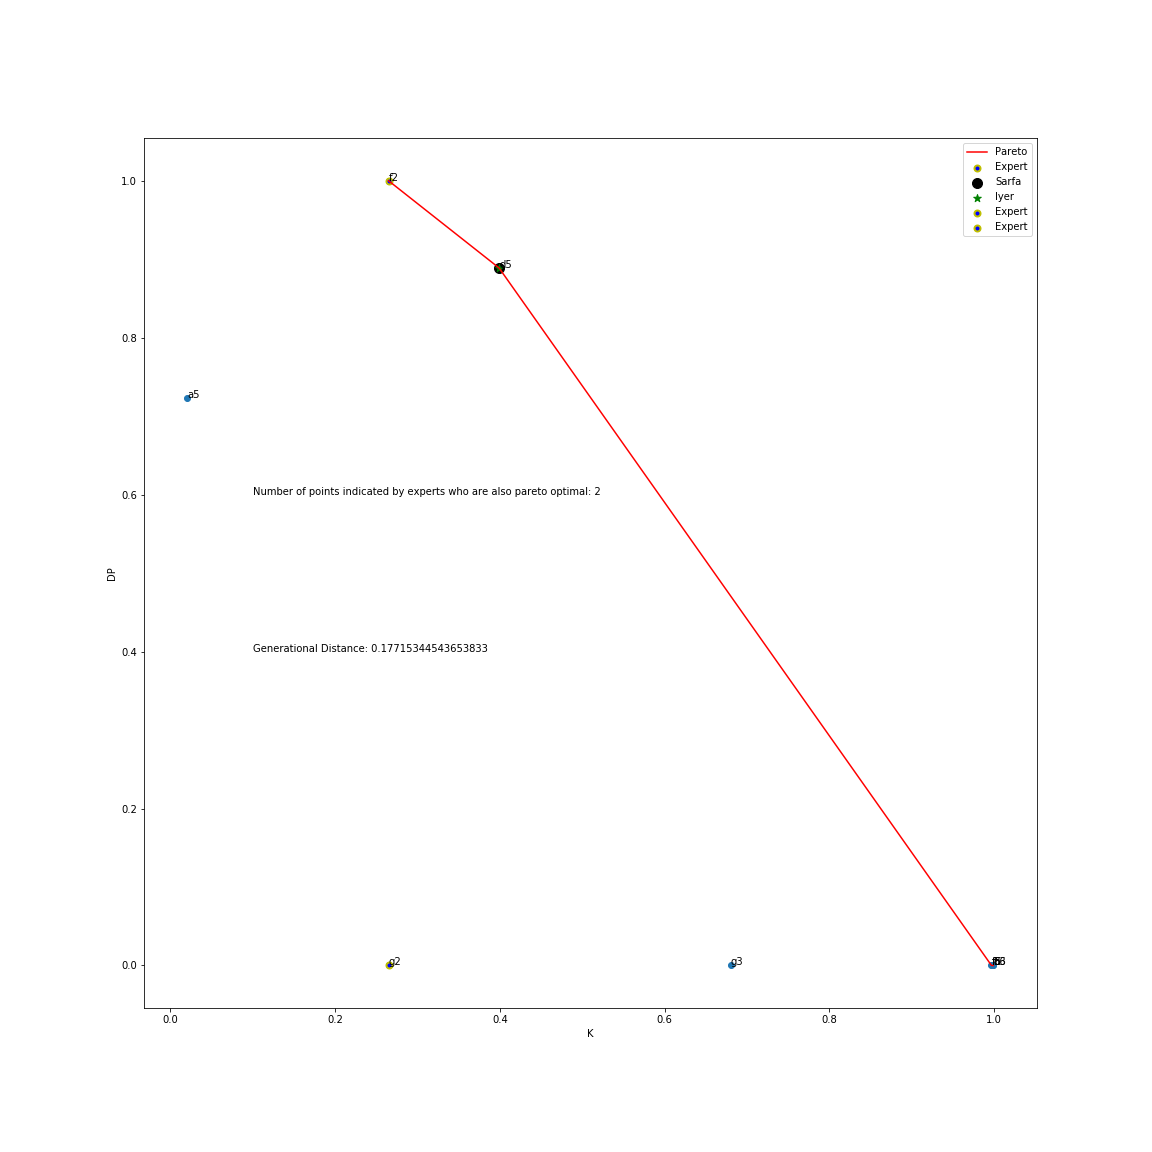 Pareto
Expert
Sarfa
Iyer
Expert
Expert
f2
d5
a5
Number of points indicated by experts who are also pareto optimal: 2
Generational Distance: 0.17715344543653833
g2
g3
1.0
0.8
0.6
0.4
0.2
0.0
DP
0.0
0.2
0.4
0.6
0.8
1.0
K